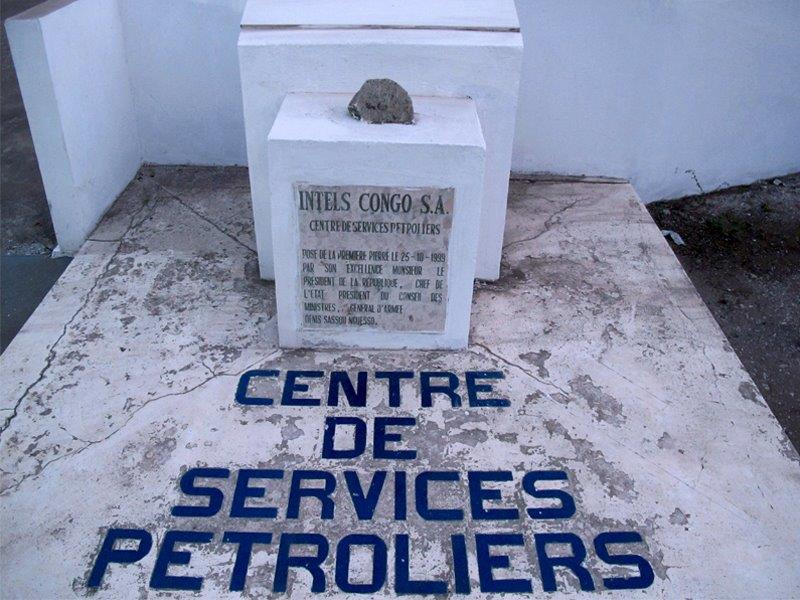 INTELS CONGO S.A.
CENTRE DE SERVICES PETROLIERS
POSE DE LA PREMIERE PIERRE LE 25-10-1999
PAR SON EXCELLENCE MONSIEUR LE
PRESIDENT DE LA REPUBLIQUE, CHEF DE
L'ETAT PRESIDENT DU CONSEIL DES
MINISTRES, GENERAL D'ARMEE
DENIS SASSOU NGUESSO.
CENTRE
DE
SERVICES
PETROLIERS